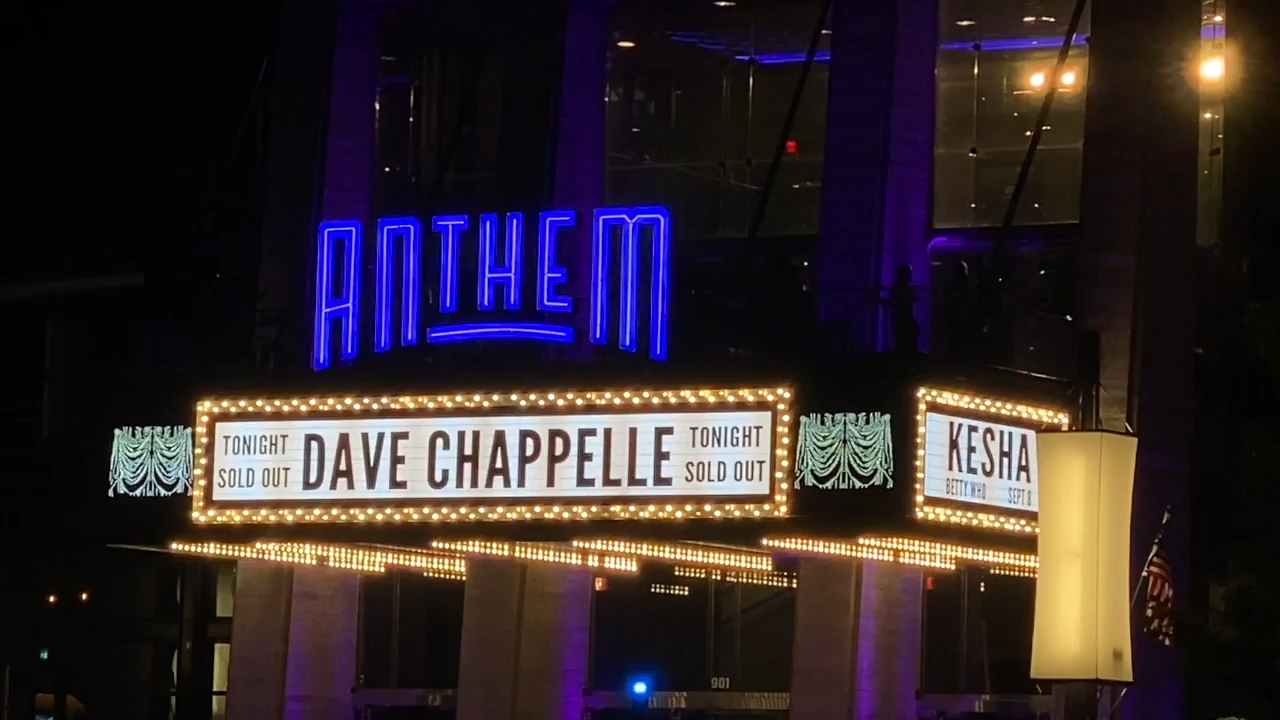 ANTHEM
TONIGHT
SOLD OUT
DAVE CHAPPELLE
TONIGHT
SOLD OUT
KESHA
BETTY WHO SEPT 8
901